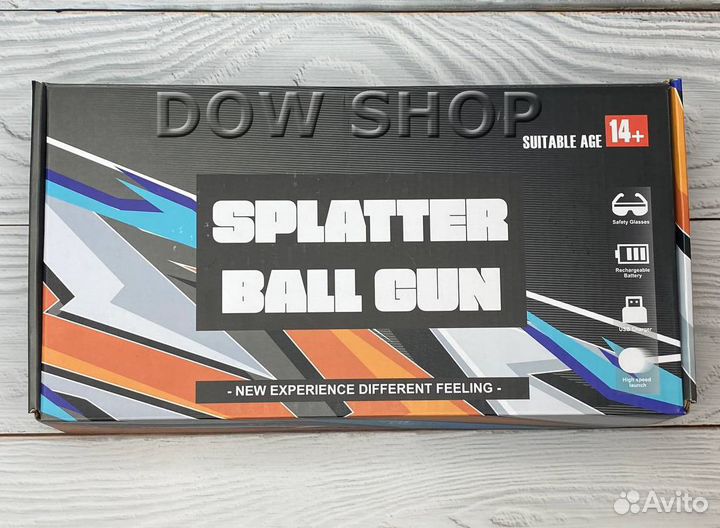 DOW SHOP
SUITABLE AGE 14+
SPLATTER
BALL GUN
Safety Glasses
Rechargeable
Battery
USB Charger
High speed
launch
- NEW EXPERIENCE DIFFERENT FEELING -
Avito